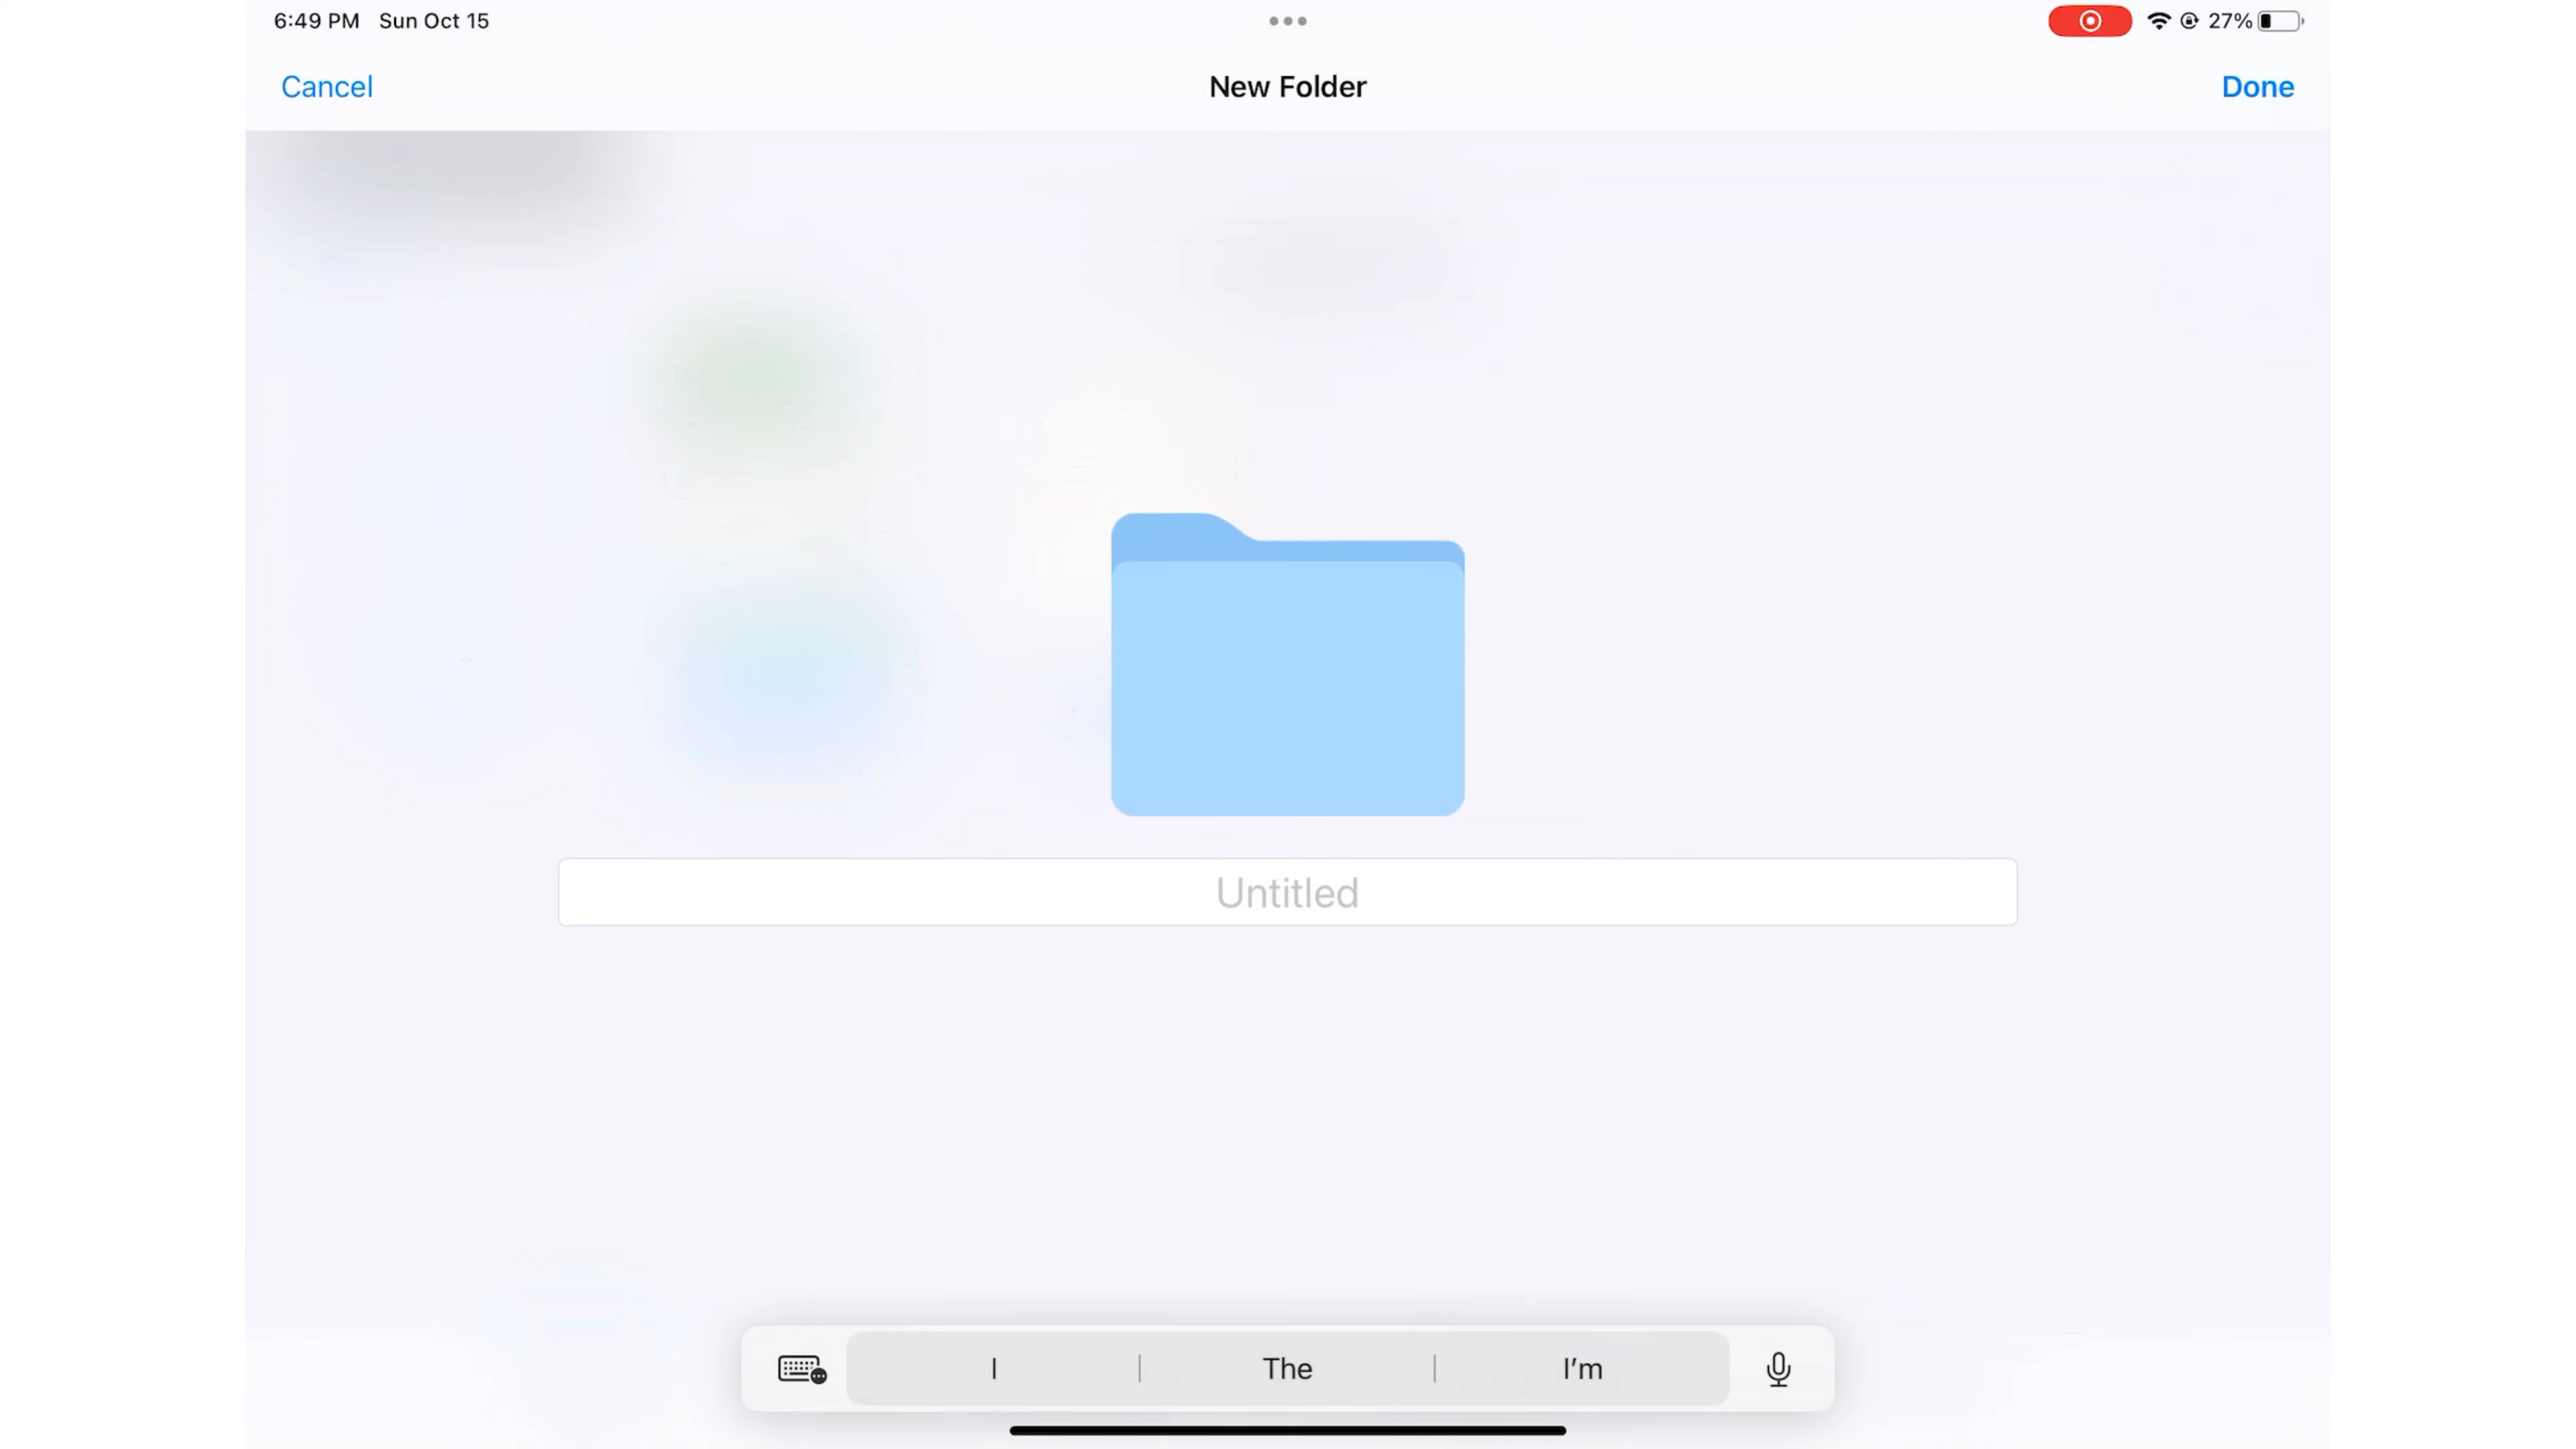 6:49 PM Sun Oct 15
27%
Cancel
New Folder
Done
Untitled
I
The
I'm